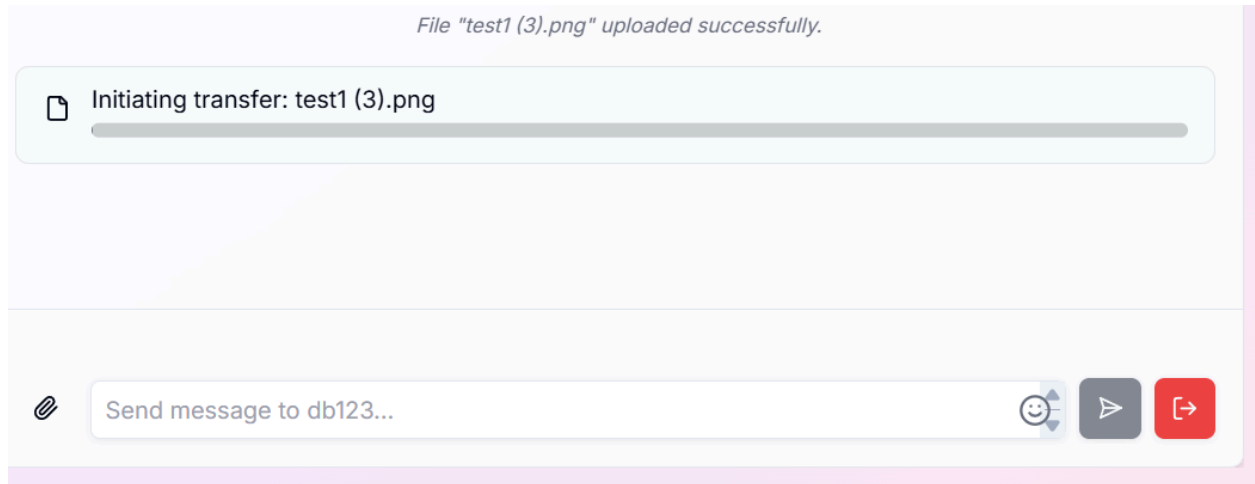 File "test1 (3).png" uploaded successfully.
Initiating transfer: test1 (3).png
Send message to db123...